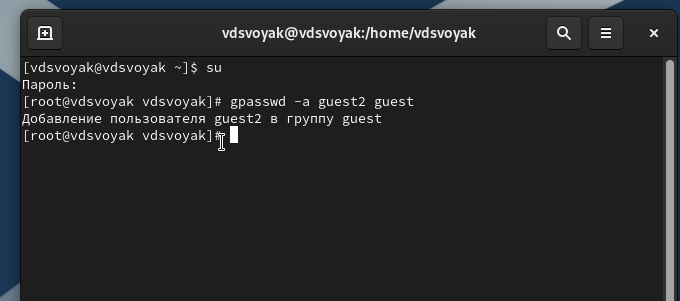 vdsvoyak@vdsvoyak:/home/vdsvoyak
[vdsvoyak@vdsvoyak ~]$ su
Пароль:
[root@vdsvoyak vdsvoyak]# gpasswd -a guest2 guest
Добавление пользователя guest2 в группу guest
[root@vdsvoyak vdsvoyak]#